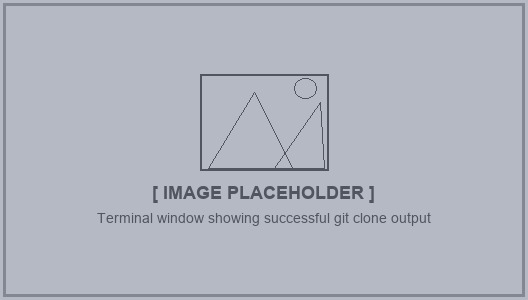 [ IMAGE PLACEHOLDER ]
Terminal window showing successful git clone output